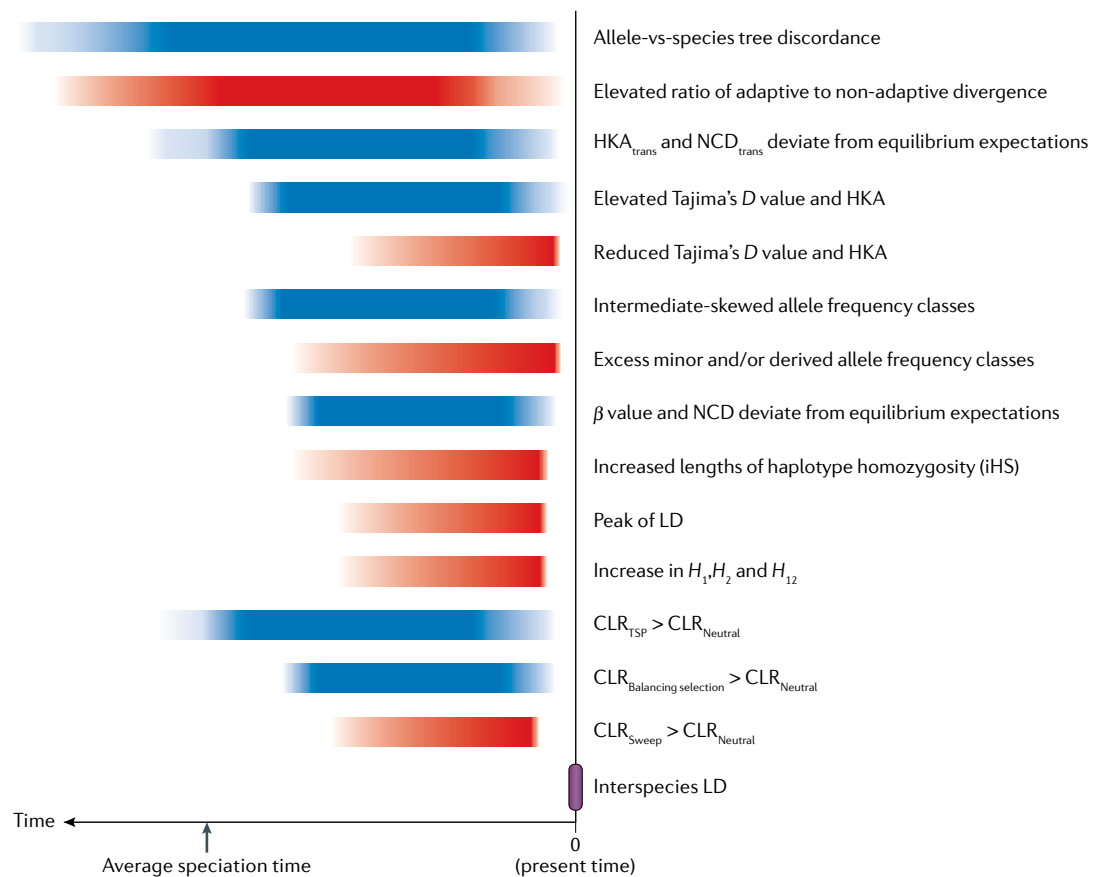 Allele-vs-species tree discordance
Elevated ratio of adaptive to non-adaptive divergence
HKAtrans and NCDtrans deviate from equilibrium expectations
Elevated Tajima's D value and HKA
Reduced Tajima's D value and HKA
Intermediate-skewed allele frequency classes
Excess minor and/or derived allele frequency classes
β value and NCD deviate from equilibrium expectations
Increased lengths of haplotype homozygosity (iHS)
Peak of LD
Increase in H1,H2 and H12
CLRTSP > CLRNeutral
CLRBalancing selection > CLRNeutral
CLRSweep > CLRNeutral
Interspecies LD
Time
0
Average speciation time
(present time)